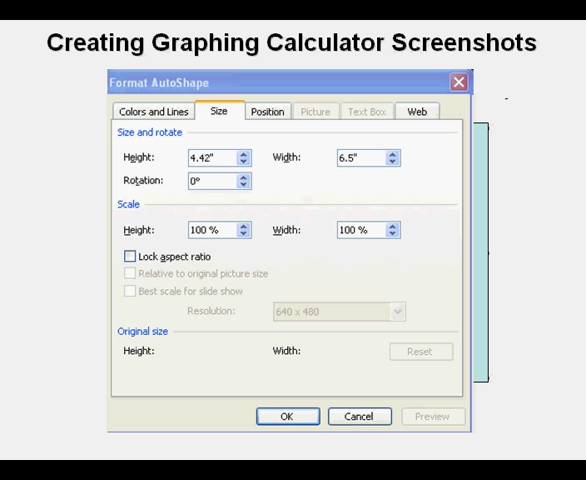 Creating Graphing Calculator Screenshots
Format AutoShape
Colors and Lines Size Position Picture Text Box Web
Size and rotate
Height: 4.42" Width: 6.5"
Rotation: 0°
Scale
Height: 100 % Width: 100 %
Lock aspect ratio
Relative to original picture size
Best scale for slide show
Resolution: 640 x 480
Original size
Height: Width: Reset
OK Cancel Preview